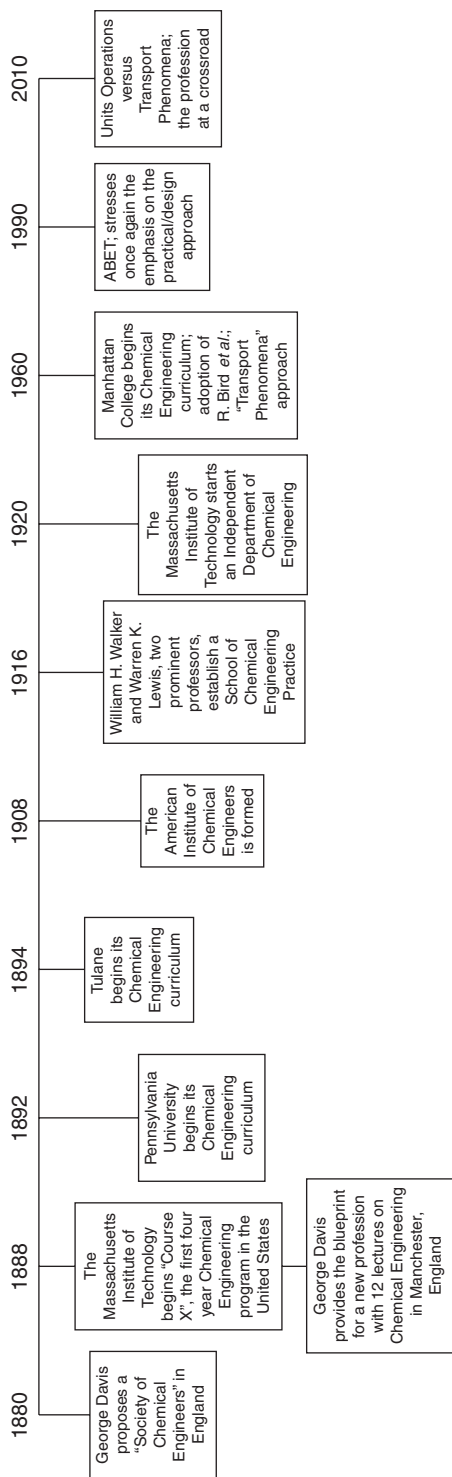 1880
George Davis
proposes a
“Society of
Chemical
Engineers” in
England
1888
The
Massachusetts
Institute of
Technology
begins “Course
X”, the first four
year Chemical
Engineering
program in the
United States
George Davis
provides the blueprint
for a new profession
with 12 lectures on
Chemical Engineering
in Manchester,
England
1892
Pennsylvania
University
begins its
Chemical
Engineering
curriculum
1894
Tulane
begins its
Chemical
Engineering
curriculum
1908
The
American
Institute of
Chemical
Engineers
is formed
1916
William H. Walker
and Warren K.
Lewis, two
prominent
professors,
establish a
School of
Chemical
Engineering
Practice
1920
The
Massachusetts
Institute of
Technology starts
an Independent
Department of
Chemical
Engineering
1960
Manhattan
College begins
its Chemical
Engineering
curriculum;
adoption of
R. Bird et al.;
“Transport
Phenomena”
approach
1990
ABET; stresses
once again the
emphasis on the
practical/design
approach
2010
Units Operations
versus
Transport
Phenomena;
the profession
at a crossroad